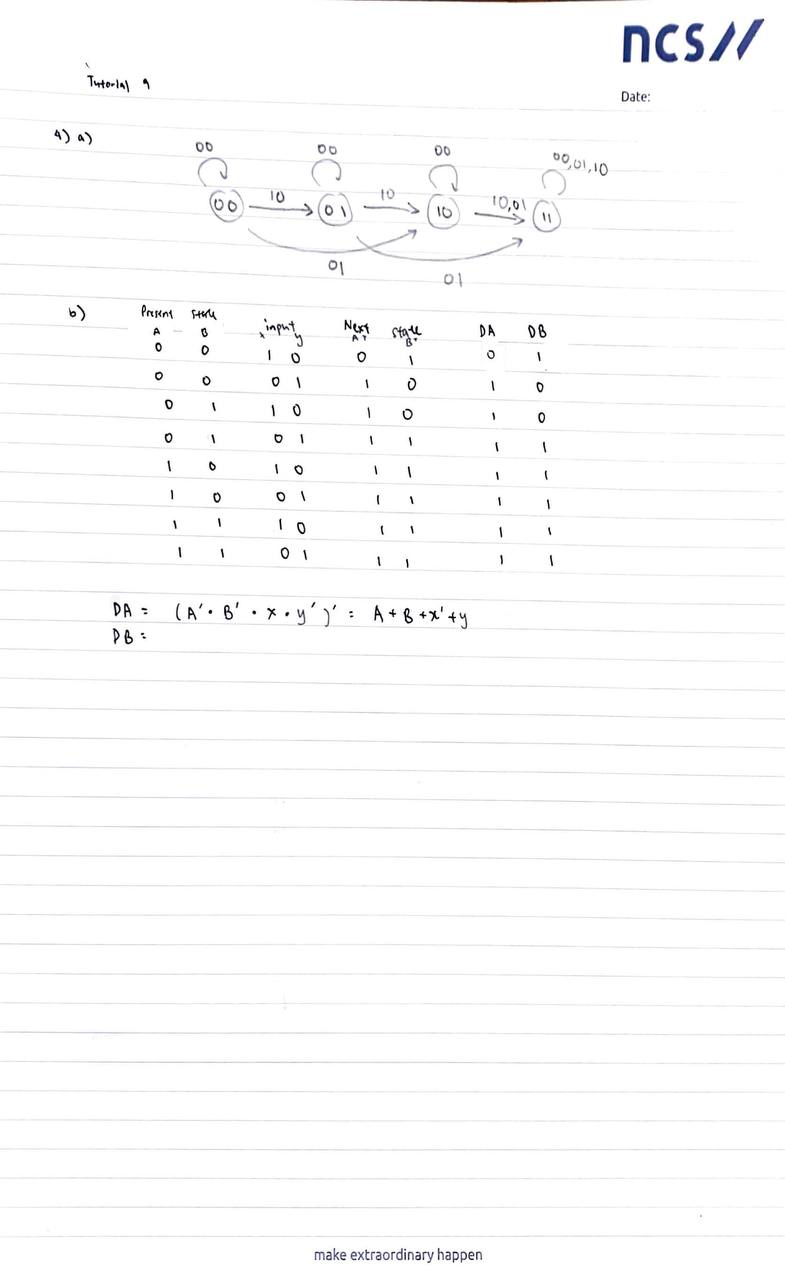 ncs//
Tutorial 9
Date:
4) a)
00 00 00 00,01,10
00 10 01 10 10 10,01 11
01 01
b) Present State input Next state DA DB
A B x y A+ B+
0 0 1 0 0 1 0 1
0 0 0 1 1 0 1 0
0 1 1 0 1 0 1 0
0 1 0 1 1 1 1 1
1 0 1 0 1 1 1 1
1 0 0 1 1 1 1 1
1 1 1 0 1 1 1 1
1 1 0 1 1 1 1 1
DA = (A' · B' · x · y')' = A + B + x' + y
DB =
make extraordinary happen